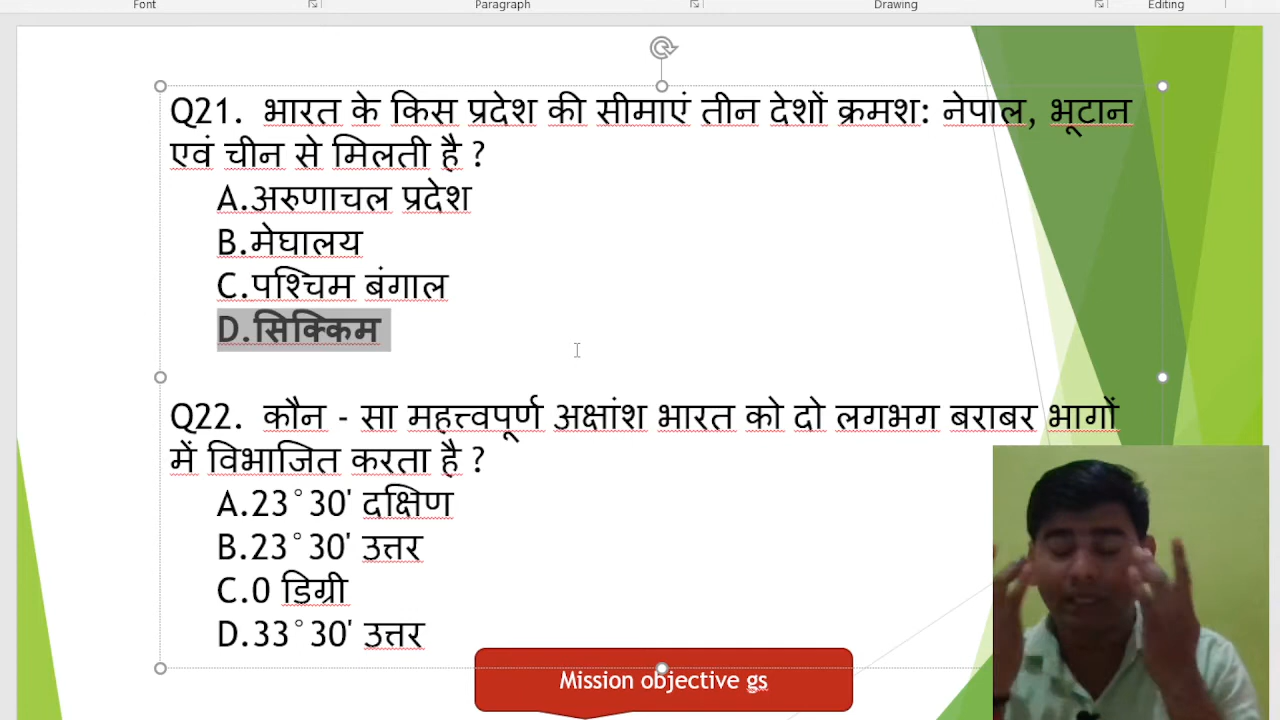 Font Paragraph Drawing Editing
Q21. भारत के किस प्रदेश की सीमाएं तीन देशों क्रमश: नेपाल, भूटान
एवं चीन से मिलती है ?
A.अरुणाचल प्रदेश
B.मेघालय
C.पश्चिम बंगाल
D.सिक्किम
Q22. कौन - सा महत्त्वपूर्ण अक्षांश भारत को दो लगभग बराबर भागों
में विभाजित करता है ?
A.23°30' दक्षिण
B.23°30' उत्तर
C.0 डिग्री
D.33°30' उत्तर
Mission objective gs